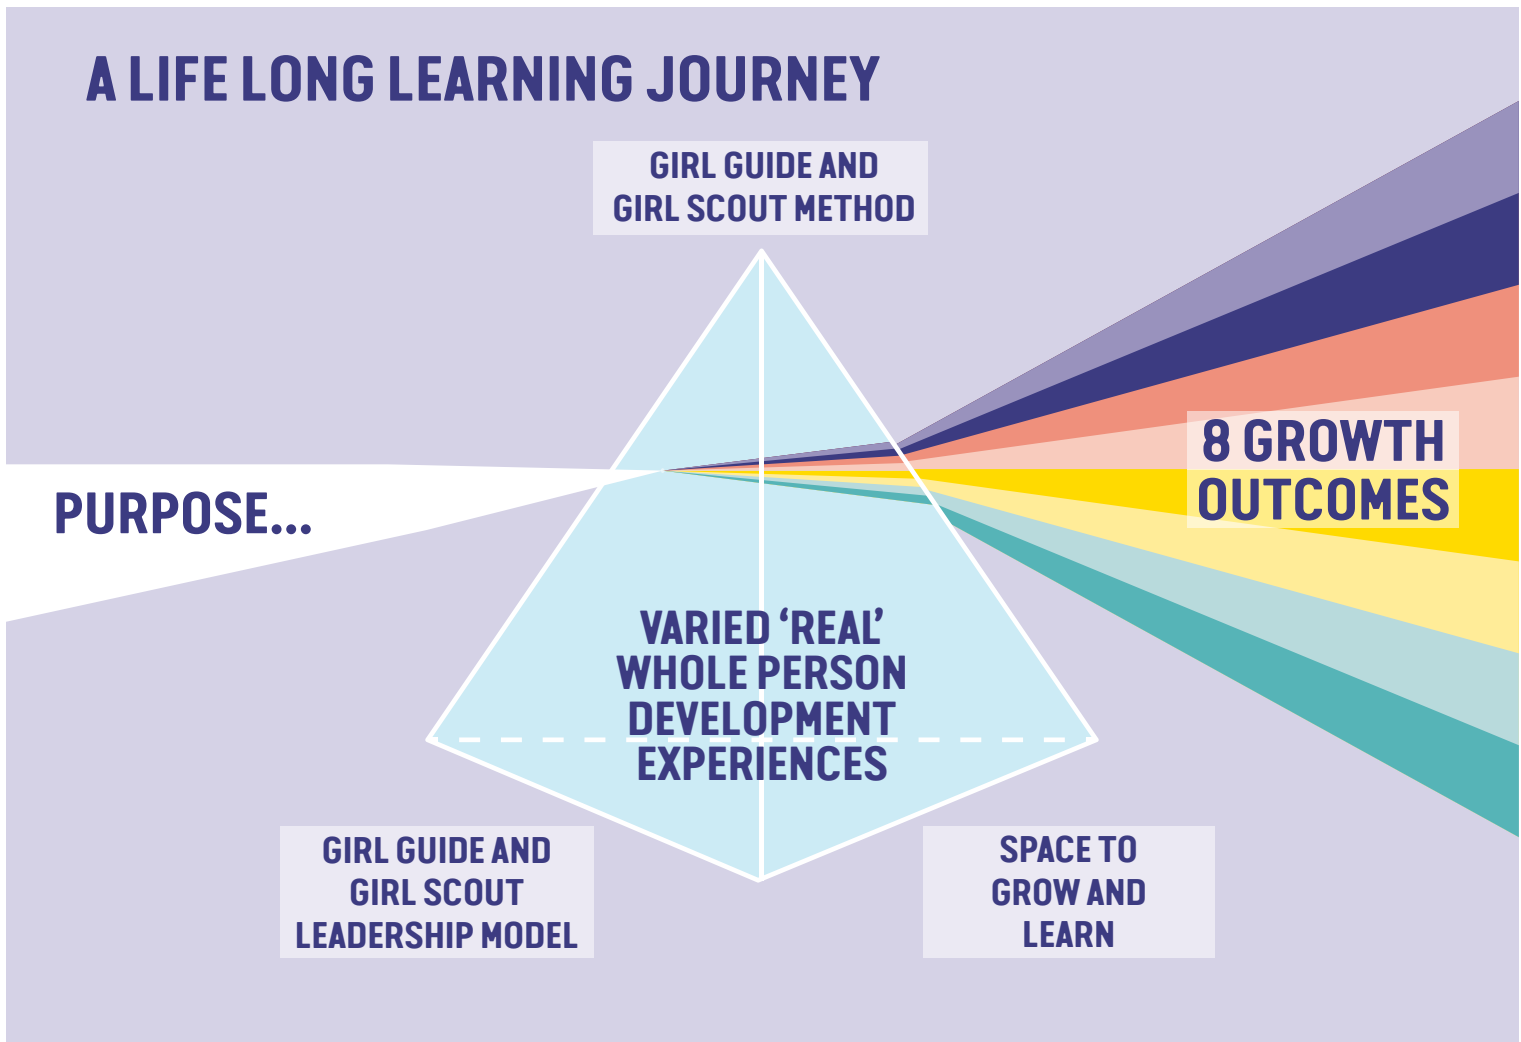 A LIFE LONG LEARNING JOURNEY
GIRL GUIDE AND
GIRL SCOUT METHOD
PURPOSE...
8 GROWTH
OUTCOMES
VARIED ‘REAL’
WHOLE PERSON
DEVELOPMENT
EXPERIENCES
GIRL GUIDE AND
GIRL SCOUT
LEADERSHIP MODEL
SPACE TO
GROW AND
LEARN